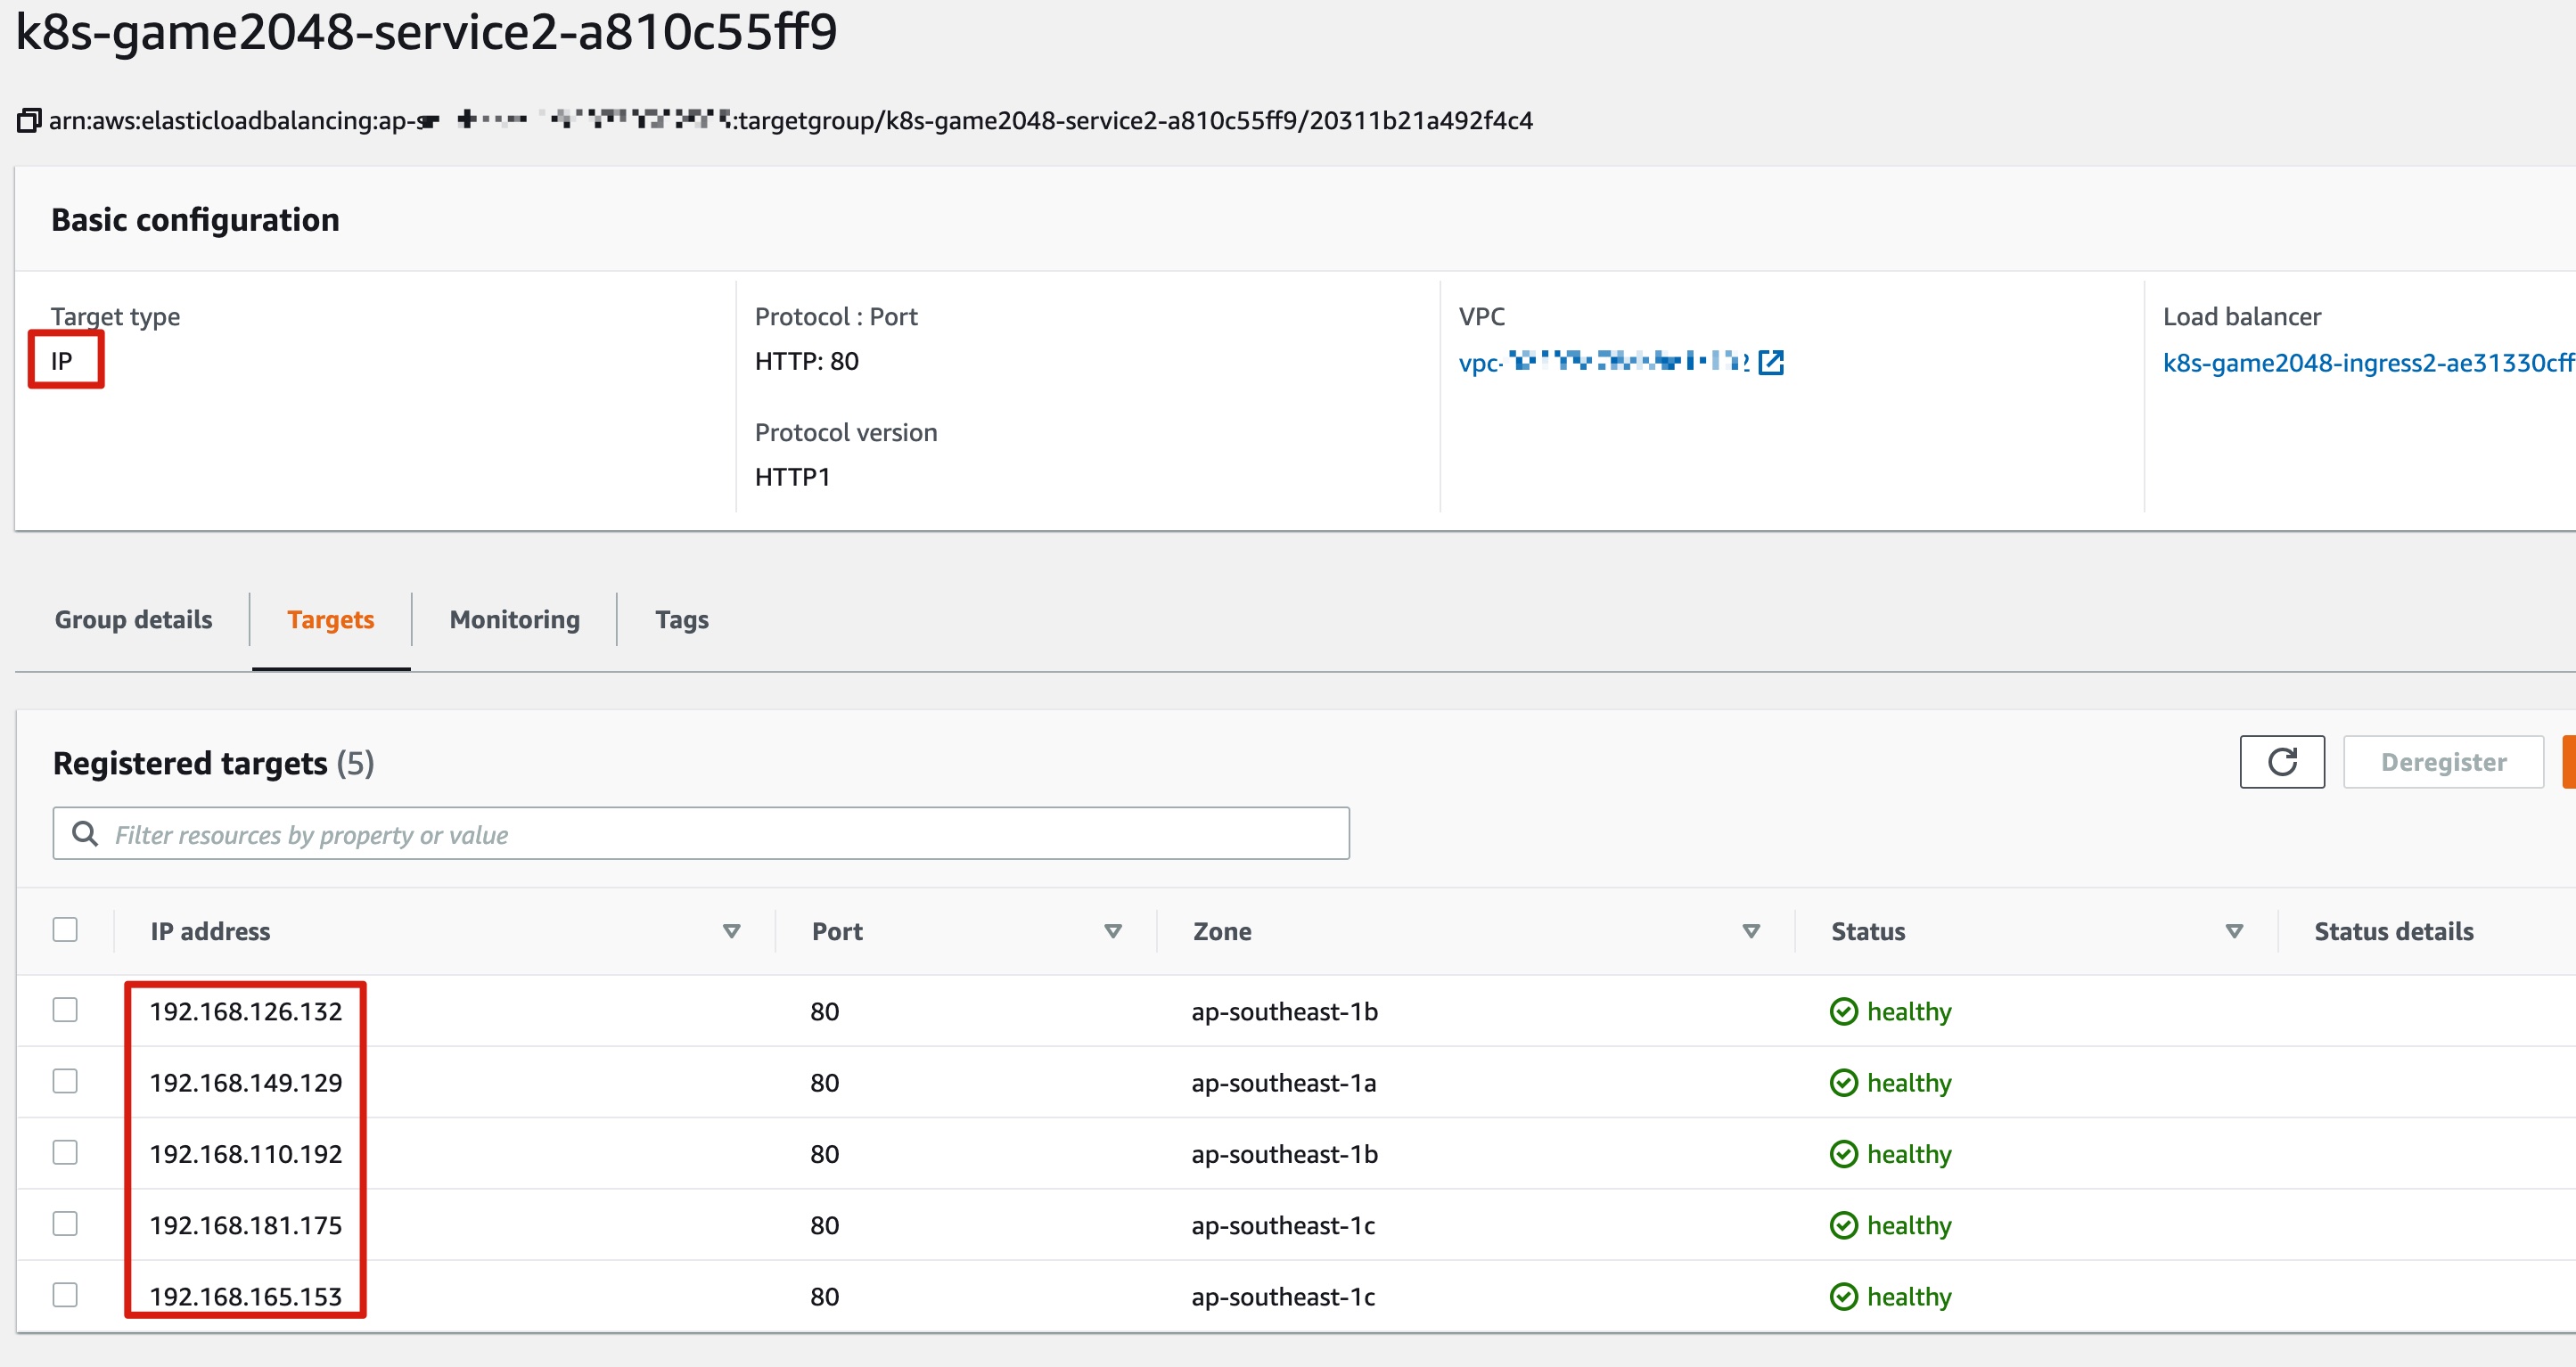 k8s-game2048-service2-a810c55ff9
arn:aws:elasticloadbalancing:ap-s :targetgroup/k8s-game2048-service2-a810c55ff9/20311b21a492f4c4
Basic configuration
Target type Protocol : Port VPC Load balancer
IP HTTP: 80 vpc- k8s-game2048-ingress2-ae31330cff
Protocol version
HTTP1
Group details Targets Monitoring Tags
Registered targets (5) Deregister
Filter resources by property or value
IP address Port Zone Status Status details
192.168.126.132 80 ap-southeast-1b healthy
192.168.149.129 80 ap-southeast-1a healthy
192.168.110.192 80 ap-southeast-1b healthy
192.168.181.175 80 ap-southeast-1c healthy
192.168.165.153 80 ap-southeast-1c healthy